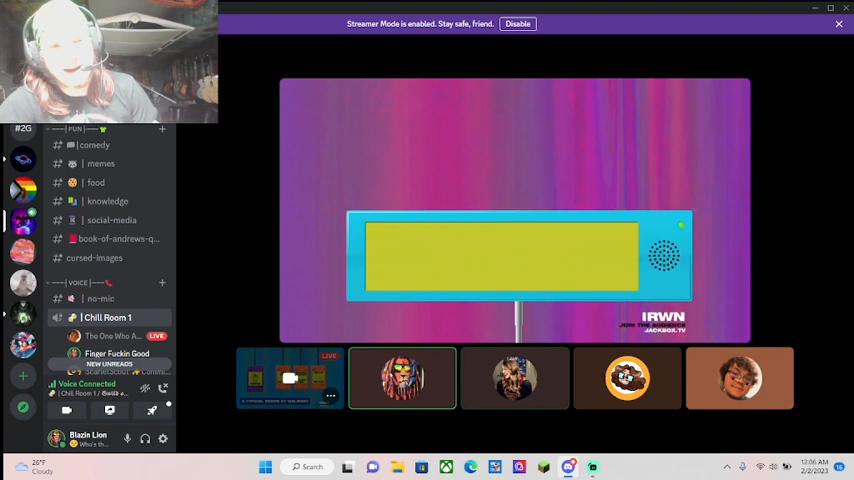 Streamer Mode is enabled. Stay safe, friend.
Disable
#2G
FUN
comedy
memes
food
knowledge
social-media
book-of-andrews-q...
cursed-images
VOICE
no-mic
Chill Room 1
The One Who A...
LIVE
Finger Fuckin Good
NEW UNREADS
Voice Connected
Chill Room 1 /
Blazin Lion
Who's th...
IRWN
JOIN THE AUDIENCE
JACKBOX.TV
LIVE
26°F
Cloudy
Search
12:06 AM
2/2/2023
16